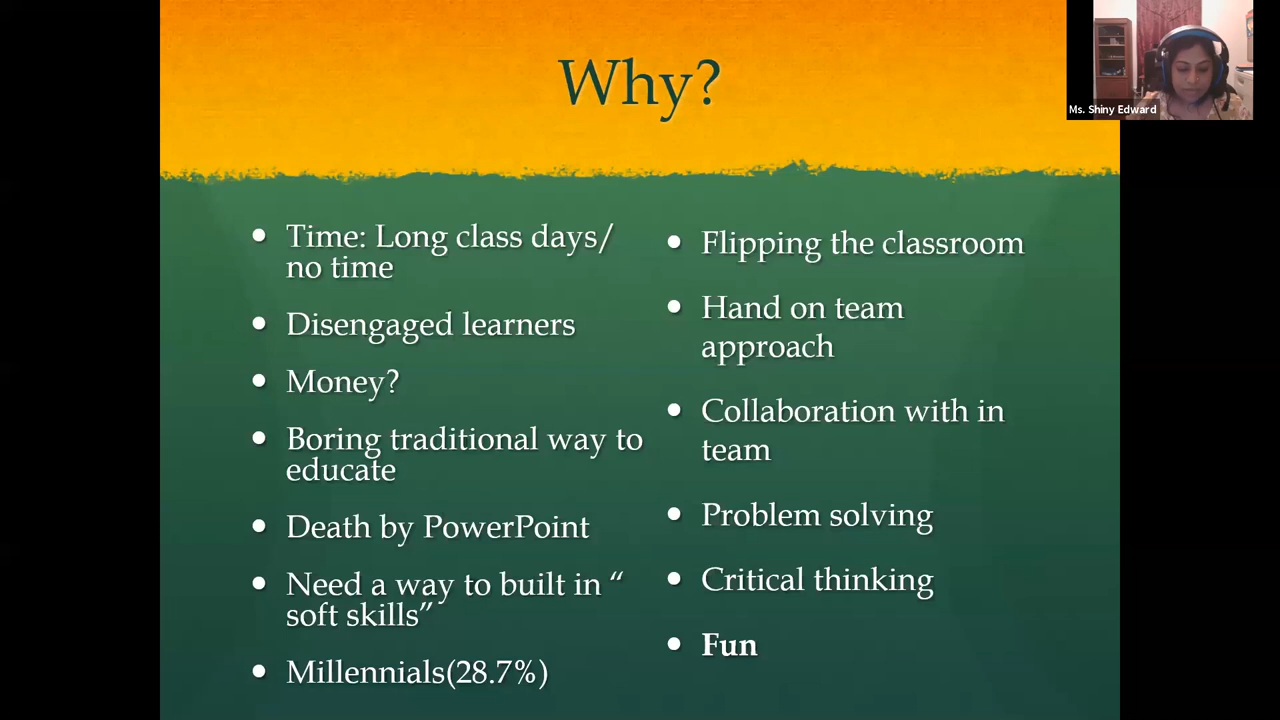 Why?
Ms. Shiny Edward
• Time: Long class days/
no time
• Disengaged learners
• Money?
• Boring traditional way to
educate
• Death by PowerPoint
• Need a way to built in “
soft skills”
• Millennials(28.7%)
• Flipping the classroom
• Hand on team
approach
• Collaboration with in
team
• Problem solving
• Critical thinking
• Fun